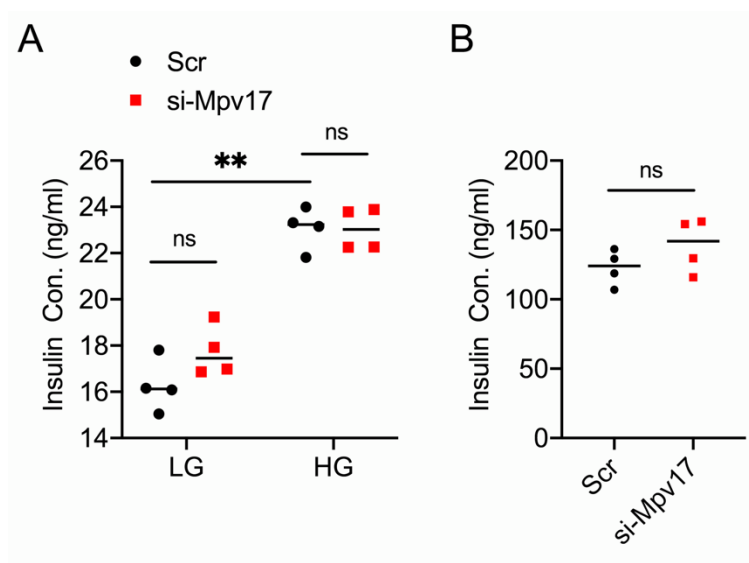 A
Scr
si-Mpv17
Insulin Con. (ng/ml)
26
24
22
20
18
16
14
ns
**
ns
LG
HG
B
Insulin Con. (ng/ml)
200
150
100
50
0
ns
Scr
si-Mpv17